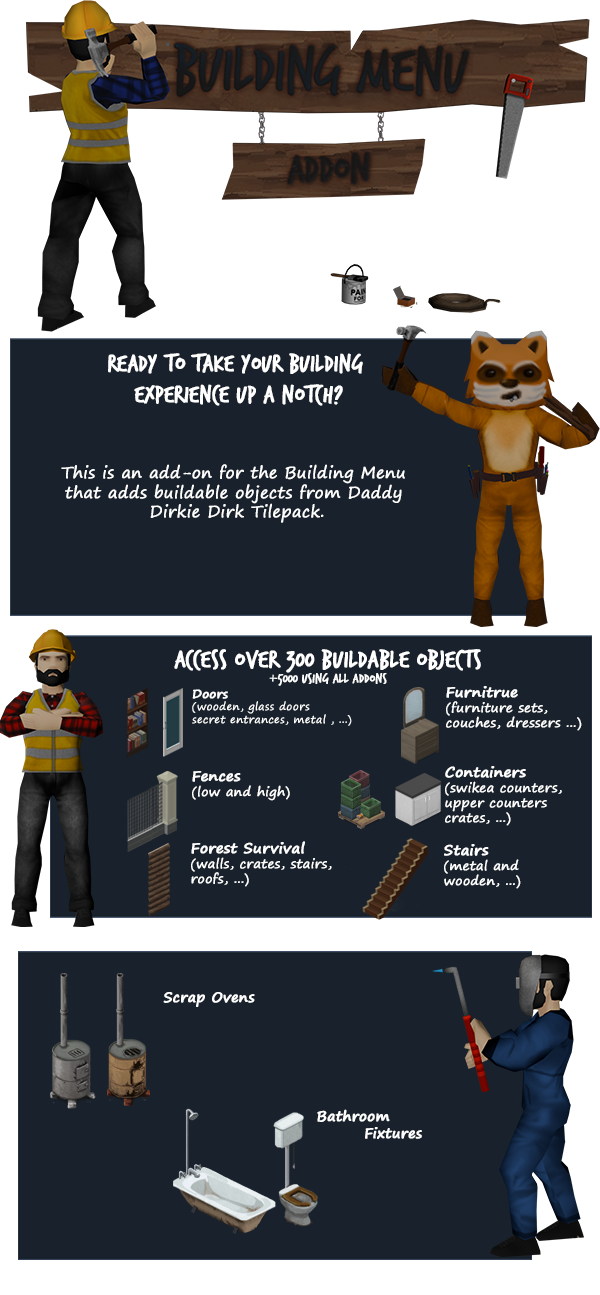 BUILDING MENU
ADDON
PAIN
FOR
READY TO TAKE YOUR BUILDING
EXPERIENCE UP A NOTCH?
This is an add-on for the Building Menu
that adds buildable objects from Daddy
Dirkie Dirk Tilepack.
ACCESS OVER 300 BUILDABLE OBJECTS
+5000 USING ALL ADDONS
Doors
(wooden, glass doors
secret entrances, metal , ...)
Furnitrue
(furniture sets,
couches, dressers ...)
Fences
(low and high)
Containers
(swikea counters,
upper counters
crates, ...)
Forest Survival
(walls, crates, stairs,
roofs, ...)
Stairs
(metal and
wooden, ...)
Scrap Ovens
Bathroom
Fixtures